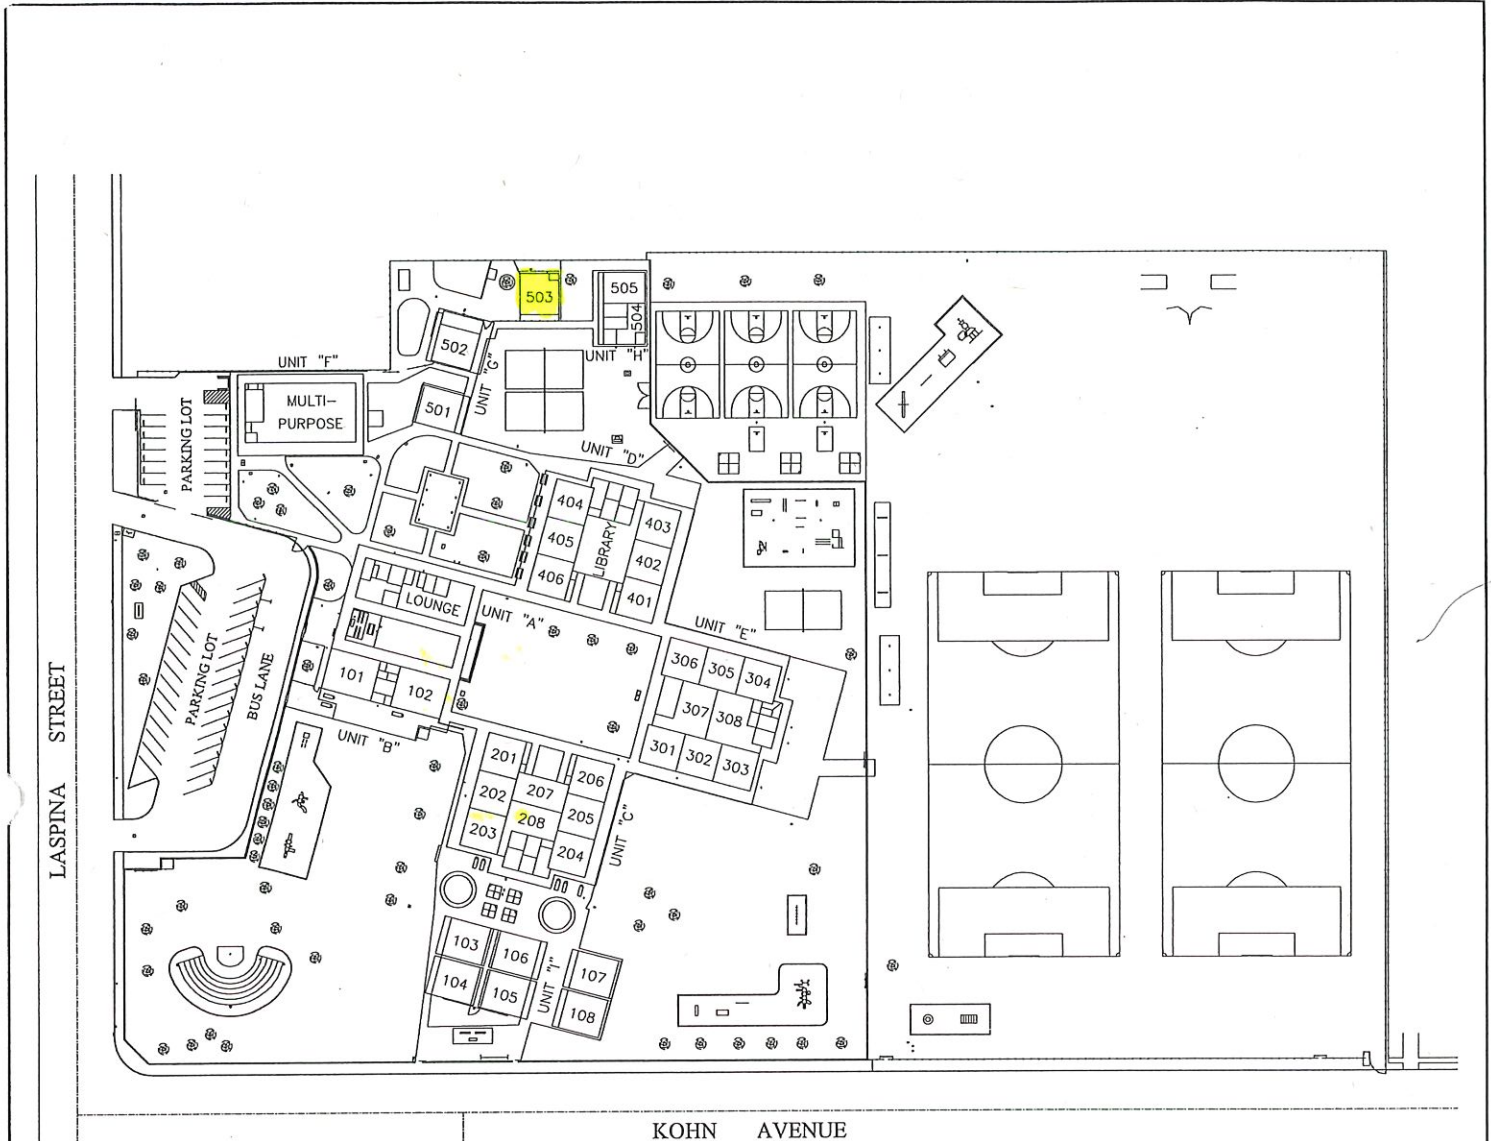 503
505
504
502
UNIT "G"
UNIT "H"
UNIT "F"
MULTI-
PURPOSE
501
PARKING LOT
UNIT "D"
404
403
LIBRARY
405
402
406
401
LOUNGE
UNIT "A"
UNIT "E"
306
305
304
101
102
307
308
PARKING LOT
BUS LANE
UNIT "B"
301
302
303
201
206
202
207
205
203
208
204
UNIT "C"
LASPINA STREET
103
106
107
104
105
UNIT "I"
108
KOHN AVENUE